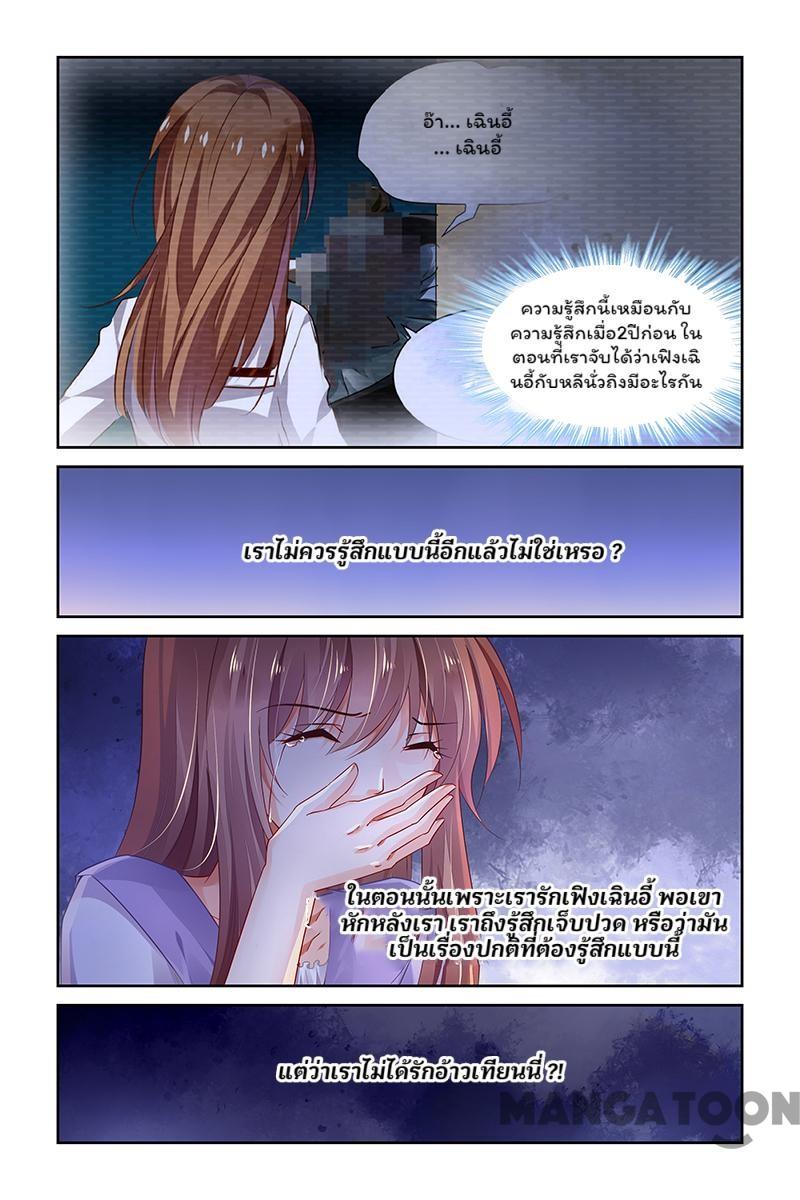 อ๊า... เฉินอี้
... เฉินอี้
ความรู้สึกนี้เหมือนกับ
ความรู้สึกเมื่อ2ปีก่อน ใน
ตอนที่เราจับได้ว่าเฟิงเฉิ
นอี้กับหลีนั่วถิงมีอะไรกัน
เราไม่ควรรู้สึกแบบนี้อีกแล้วไม่ใช่เหรอ ?
ในตอนนั้นเพราะเรารักเฟิงเฉินอี้ พอเขา
หักหลังเรา เราถึงรู้สึกเจ็บปวด หรือว่ามัน
เป็นเรื่องปกติที่ต้องรู้สึกแบบนี้
แต่ว่าเราไม่ได้รักอ้าวเทียนนี่ ?!
MANGATOON